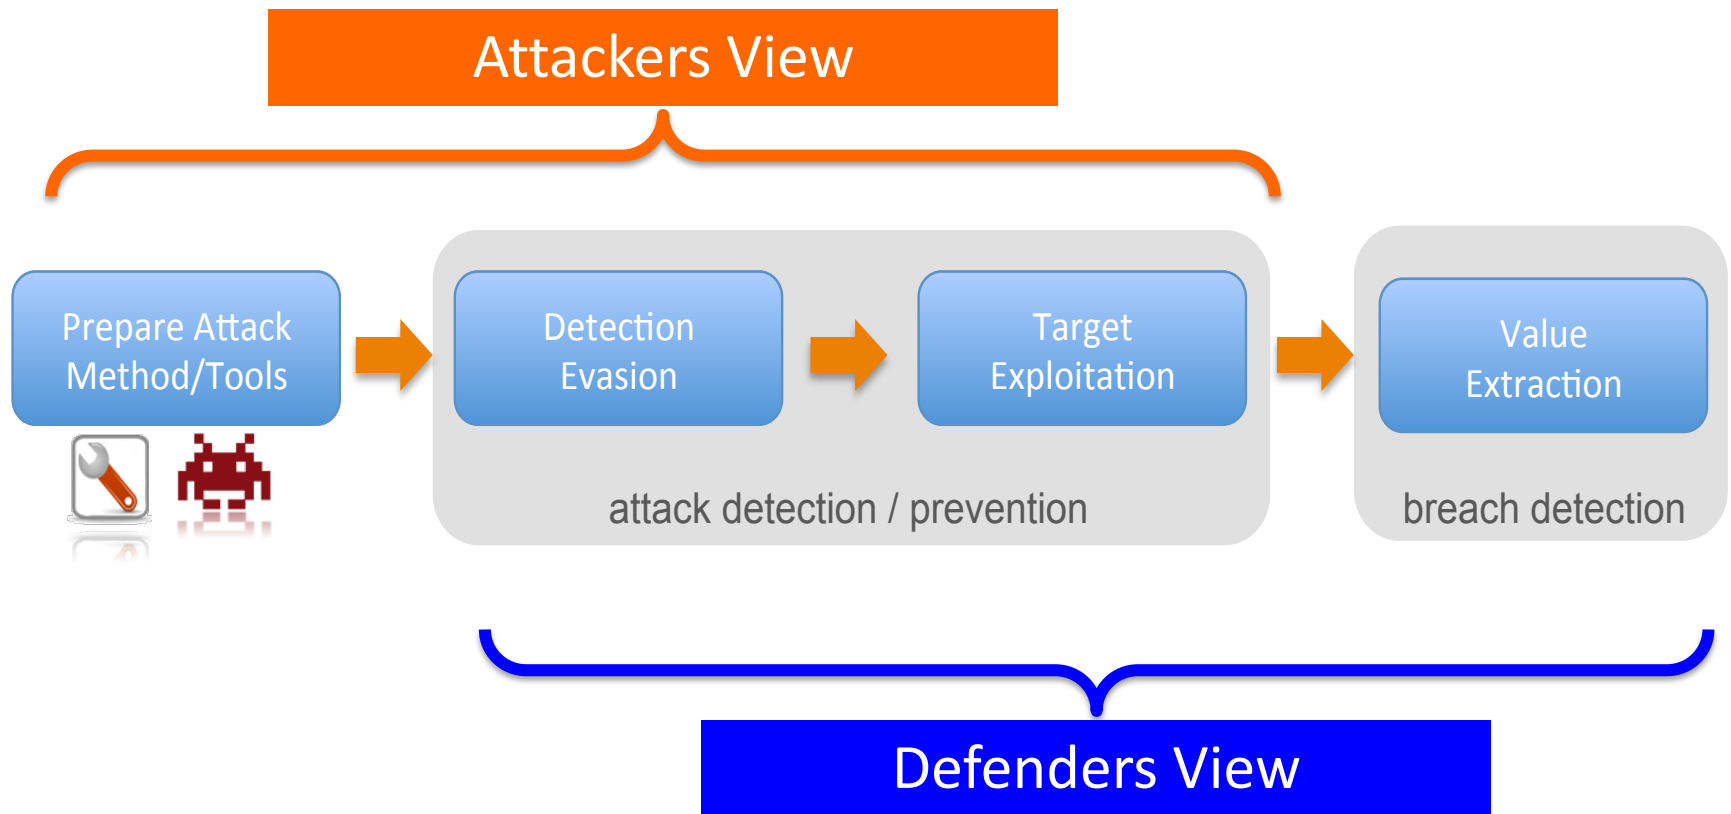 Attackers View
Prepare Attack
Method/Tools
Detection
Evasion
Target
Exploitation
Value
Extraction
attack detection / prevention
breach detection
Defenders View